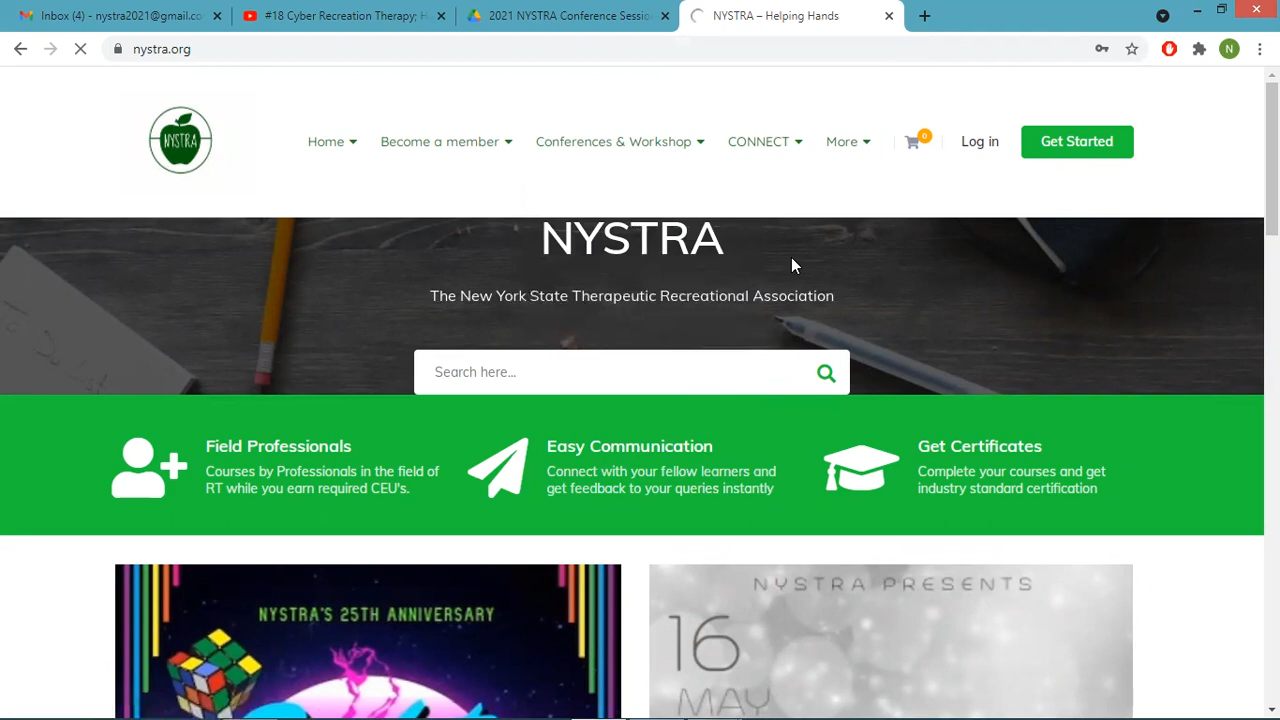 Inbox (4) - nystra2021@gmail.co
#18 Cyber Recreation Therapy; H
2021 NYSTRA Conference Sessio
NYSTRA – Helping Hands
nystra.org
N
NYSTRA
Home
Become a member
Conferences & Workshop
CONNECT
More
0
Log in
Get Started
NYSTRA
The New York State Therapeutic Recreational Association
Search here...
Field Professionals
Courses by Professionals in the field of
RT while you earn required CEU's.
Easy Communication
Connect with your fellow learners and
get feedback to your queries instantly
Get Certificates
Complete your courses and get
industry standard certification
NYSTRA'S 25TH ANNIVERSARY
NYSTRA PRESENTS
16
MAY